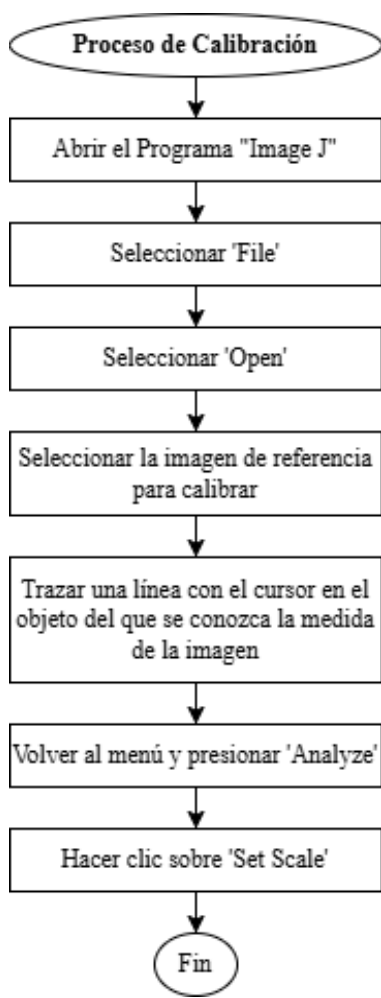 Proceso de Calibración
Abrir el Programa "Image J"
Seleccionar 'File'
Seleccionar 'Open'
Seleccionar la imagen de referencia
para calibrar
Trazar una línea con el cursor en el
objeto del que se conozca la medida
de la imagen
Volver al menú y presionar 'Analyze'
Hacer clic sobre 'Set Scale'
Fin